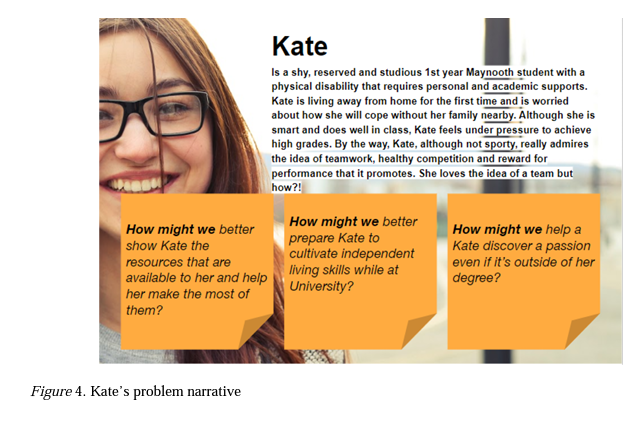 Kate
Is a shy, reserved and studious 1st year Maynooth student with a
physical disability that requires personal and academic supports.
Kate is living away from home for the first time and is worried
about how she will cope without her family nearby. Although she is
smart and does well in class, Kate feels under pressure to achieve
high grades. By the way, Kate, although not sporty, really admires
the idea of teamwork, healthy competition and reward for
performance that it promotes. She loves the idea of a team but
how?!
How might we better
show Kate the
resources that are
available to her and help
her make the most of
them?
How might we better
prepare Kate to
cultivate independent
living skills while at
University?
How might we help a
Kate discover a passion
even if it's outside of her
degree?
Figure 4. Kate's problem narrative